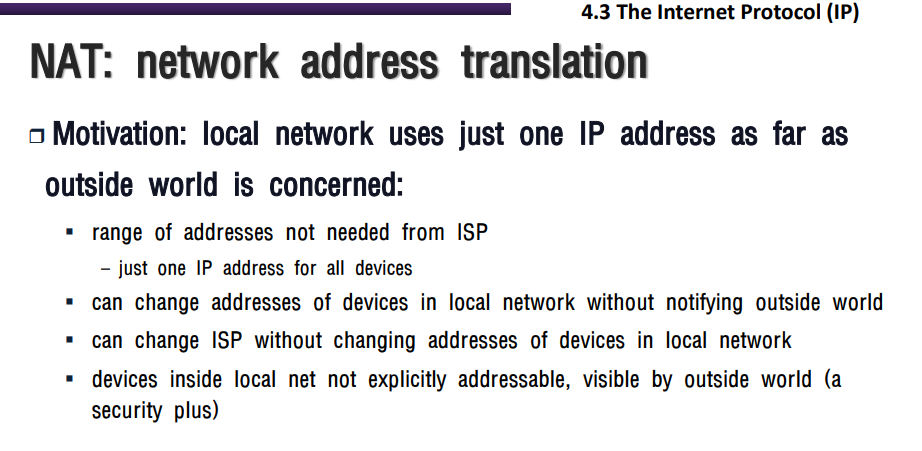 4.3 The Internet Protocol (IP)
NAT: network address translation
❐ Motivation: local network uses just one IP address as far as
outside world is concerned:
▪ range of addresses not needed from ISP
– just one IP address for all devices
▪ can change addresses of devices in local network without notifying outside world
▪ can change ISP without changing addresses of devices in local network
▪ devices inside local net not explicitly addressable, visible by outside world (a
security plus)